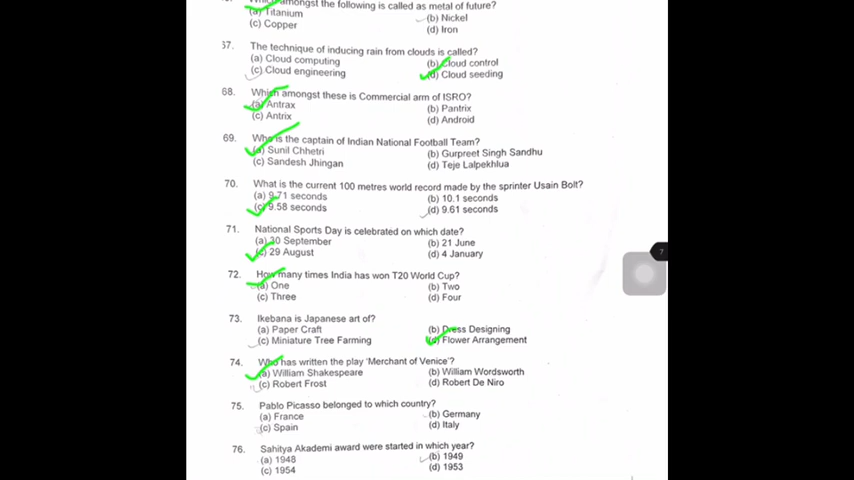 amongst the following is called as metal of future?
(a) Titanium (b) Nickel
(c) Copper (d) Iron
67. The technique of inducing rain from clouds is called?
(a) Cloud computing (b) Cloud control
(c) Cloud engineering (d) Cloud seeding
68. Which amongst these is Commercial arm of ISRO?
(a) Antrax (b) Pantrix
(c) Antrix (d) Android
69. Who is the captain of Indian National Football Team?
(a) Sunil Chhetri (b) Gurpreet Singh Sandhu
(c) Sandesh Jhingan (d) Teje Lalpekhlua
70. What is the current 100 metres world record made by the sprinter Usain Bolt?
(a) 9.71 seconds (b) 10.1 seconds
(c) 9.58 seconds (d) 9.61 seconds
71. National Sports Day is celebrated on which date?
(a) 30 September (b) 21 June
(c) 29 August (d) 4 January
72. How many times India has won T20 World Cup?
(a) One (b) Two
(c) Three (d) Four
73. Ikebana is Japanese art of?
(a) Paper Craft (b) Dress Designing
(c) Miniature Tree Farming (d) Flower Arrangement
74. Who has written the play 'Merchant of Venice'?
(a) William Shakespeare (b) William Wordsworth
(c) Robert Frost (d) Robert De Niro
75. Pablo Picasso belonged to which country?
(a) France (b) Germany
(c) Spain (d) Italy
76. Sahitya Akademi award were started in which year?
(a) 1948 (b) 1949
(c) 1954 (d) 1953
7